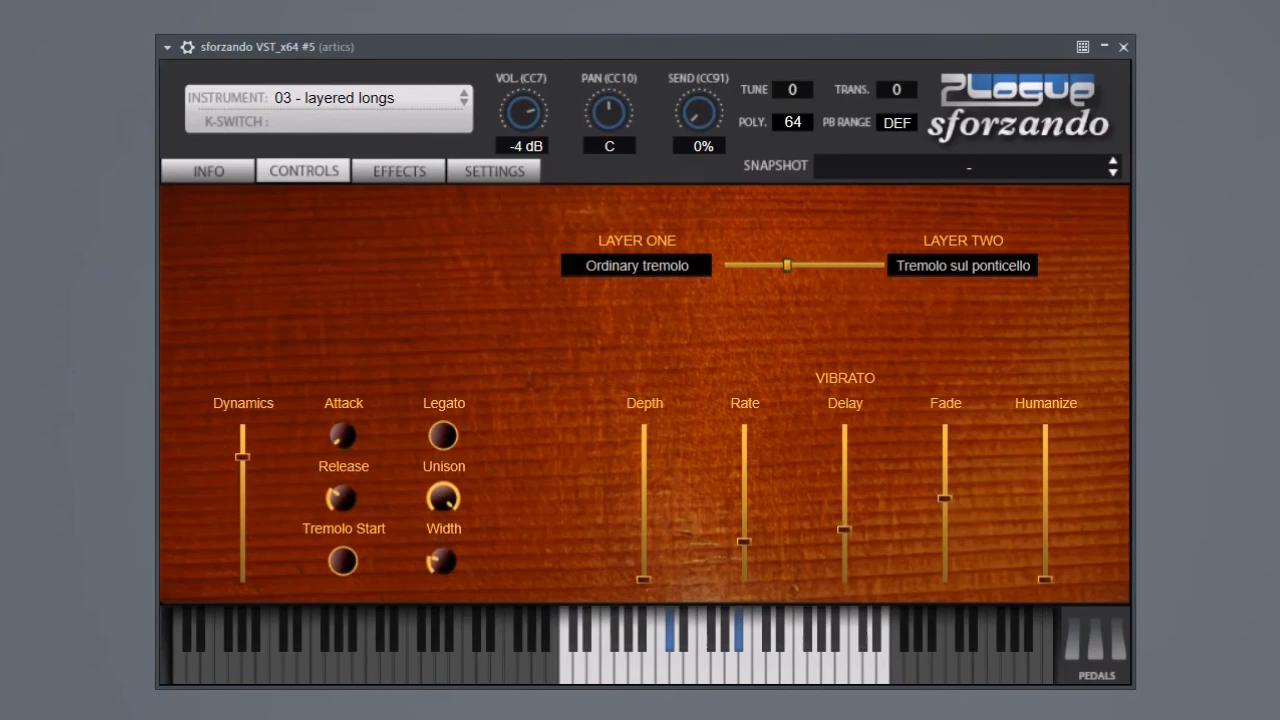 sforzando VST_x64 #5 (artics)
INSTRUMENT: 03 - layered longs
K-SWITCH :
VOL. (CC7)
-4 dB
PAN (CC10)
C
SEND (CC91)
0%
TUNE 0 TRANS. 0
POLY. 64 PB RANGE DEF
Plogue
sforzando
INFO CONTROLS EFFECTS SETTINGS
SNAPSHOT -
LAYER ONE LAYER TWO
Ordinary tremolo Tremolo sul ponticello
VIBRATO
Dynamics Attack Legato Depth Rate Delay Fade Humanize
Release Unison
Tremolo Start Width
PEDALS